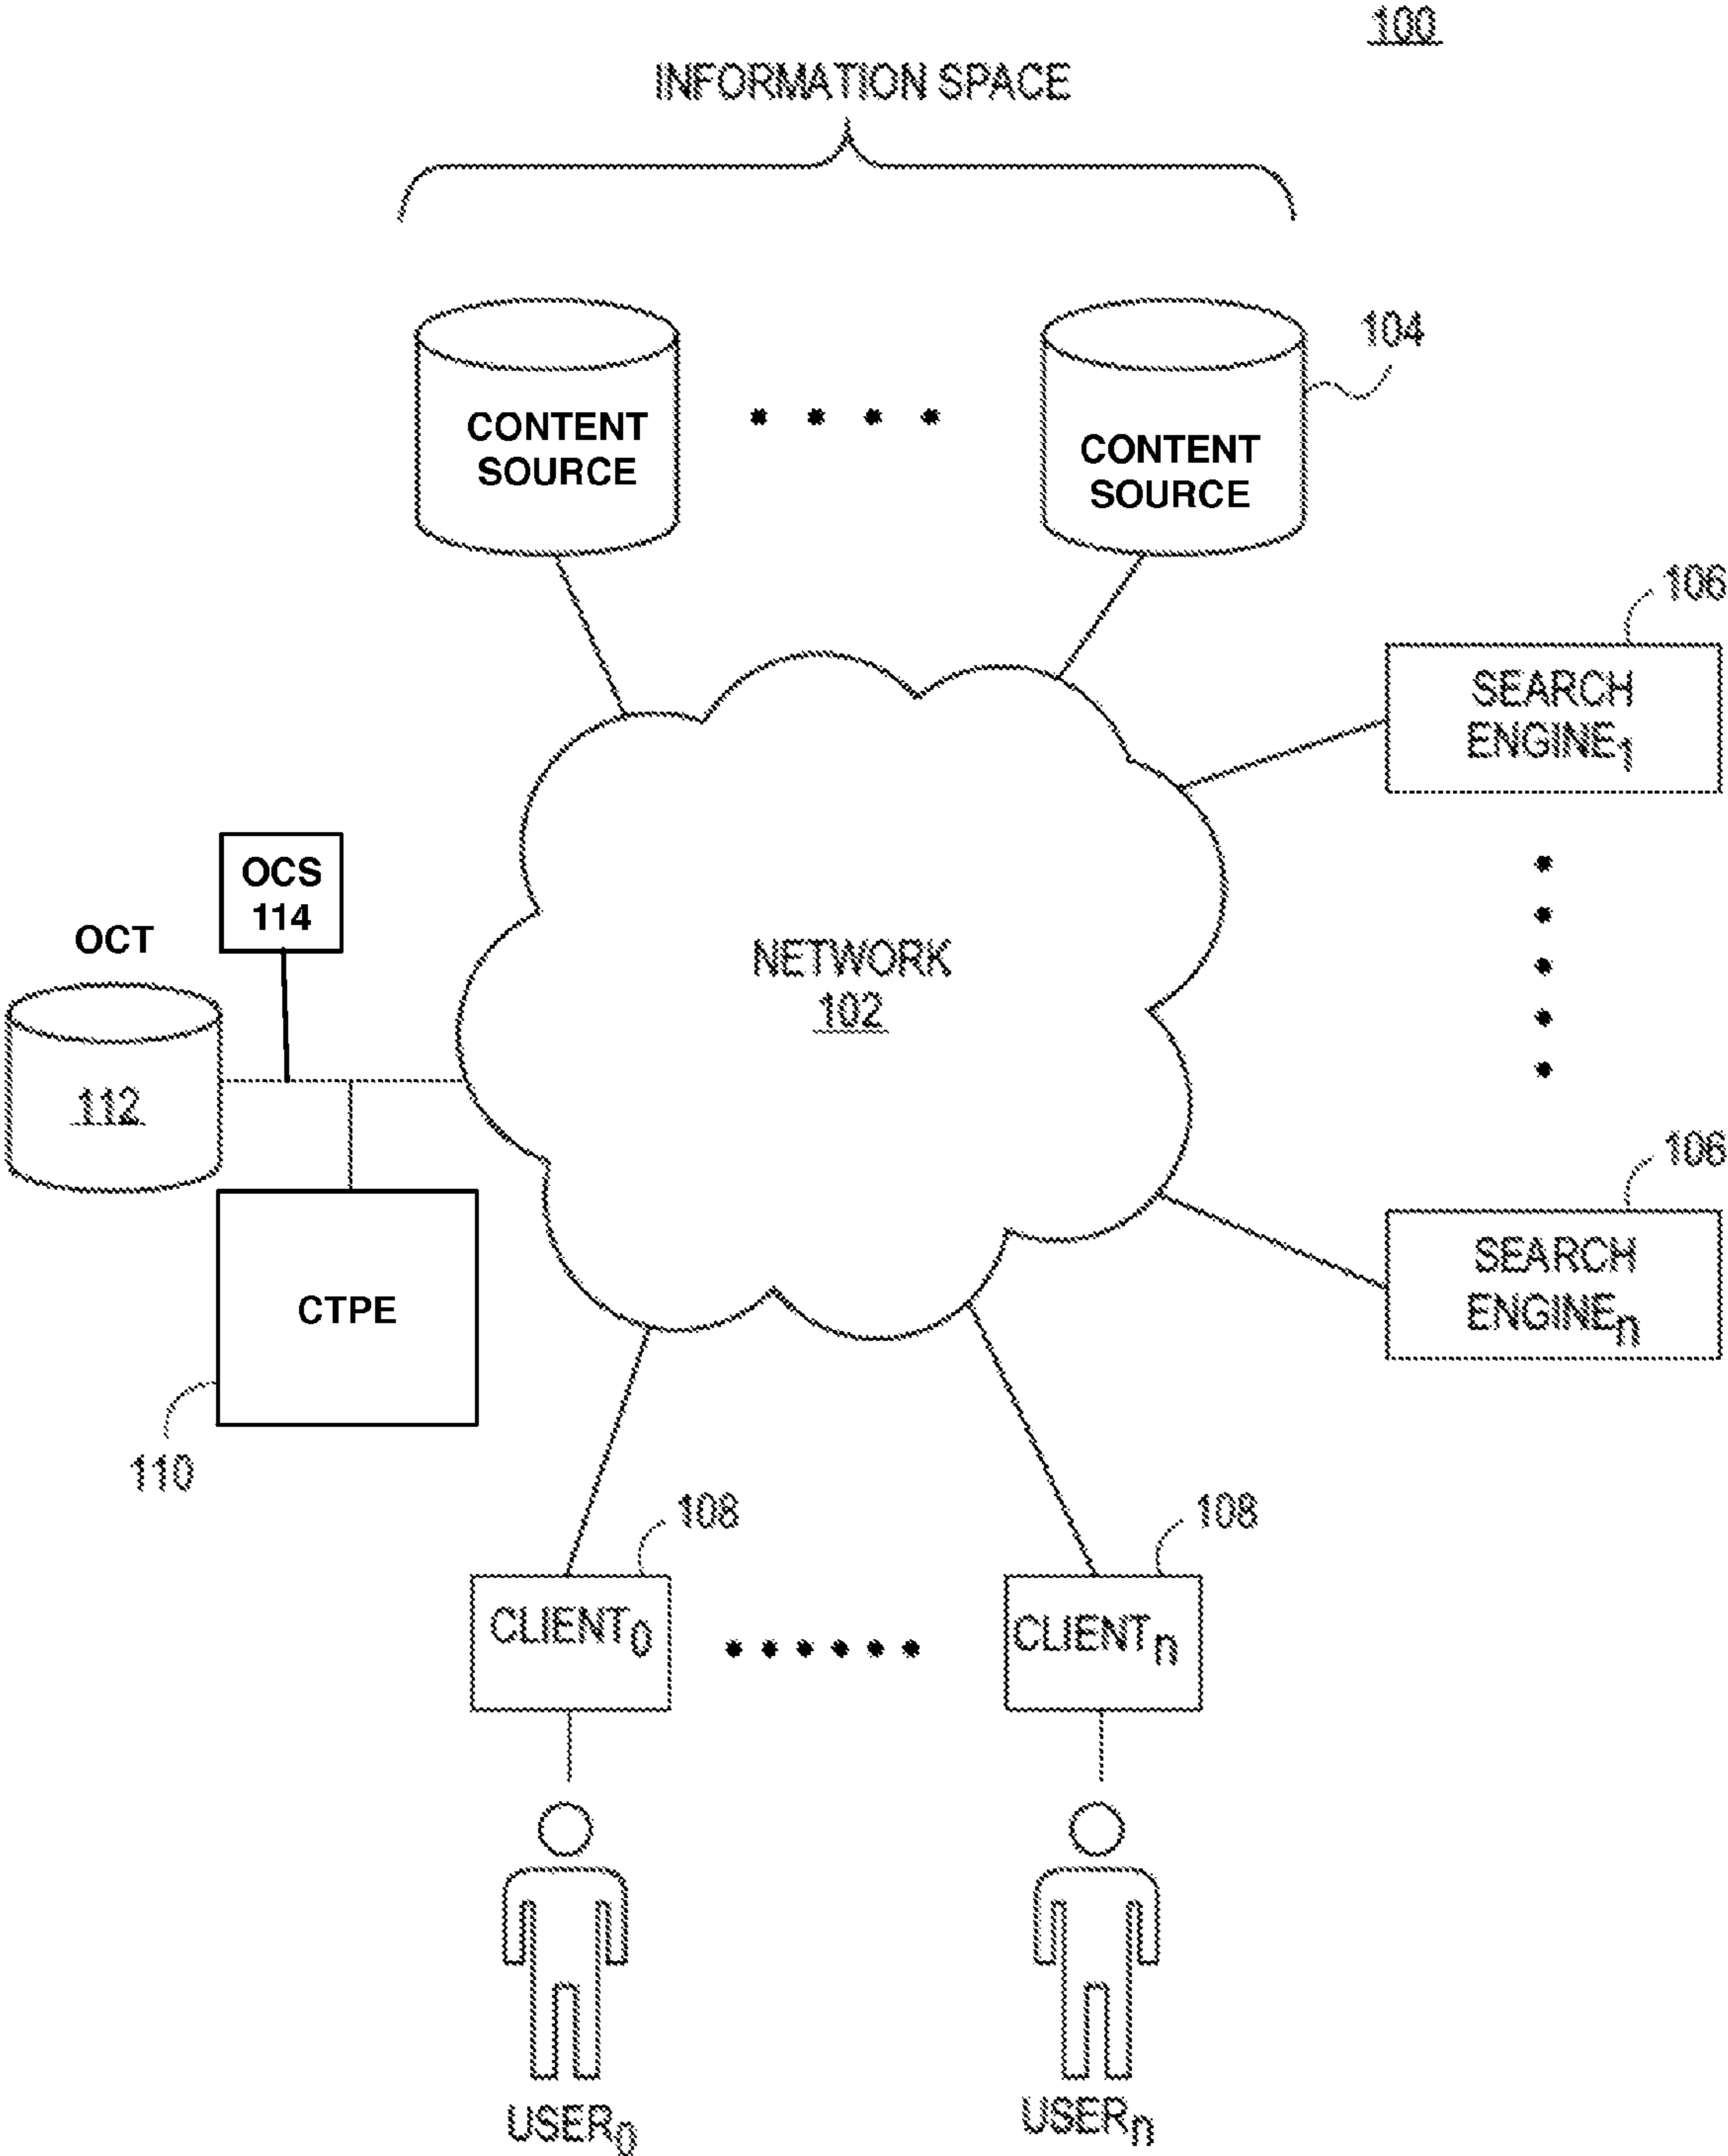 100
INFORMATION SPACE
104
CONTENT
SOURCE
CONTENT
SOURCE
106
SEARCH
ENGINE1
OCS
114
OCT
NETWORK
102
112
106
SEARCH
ENGINEn
CTPE
110
108
108
CLIENT0
CLIENTn
USER0
USERn